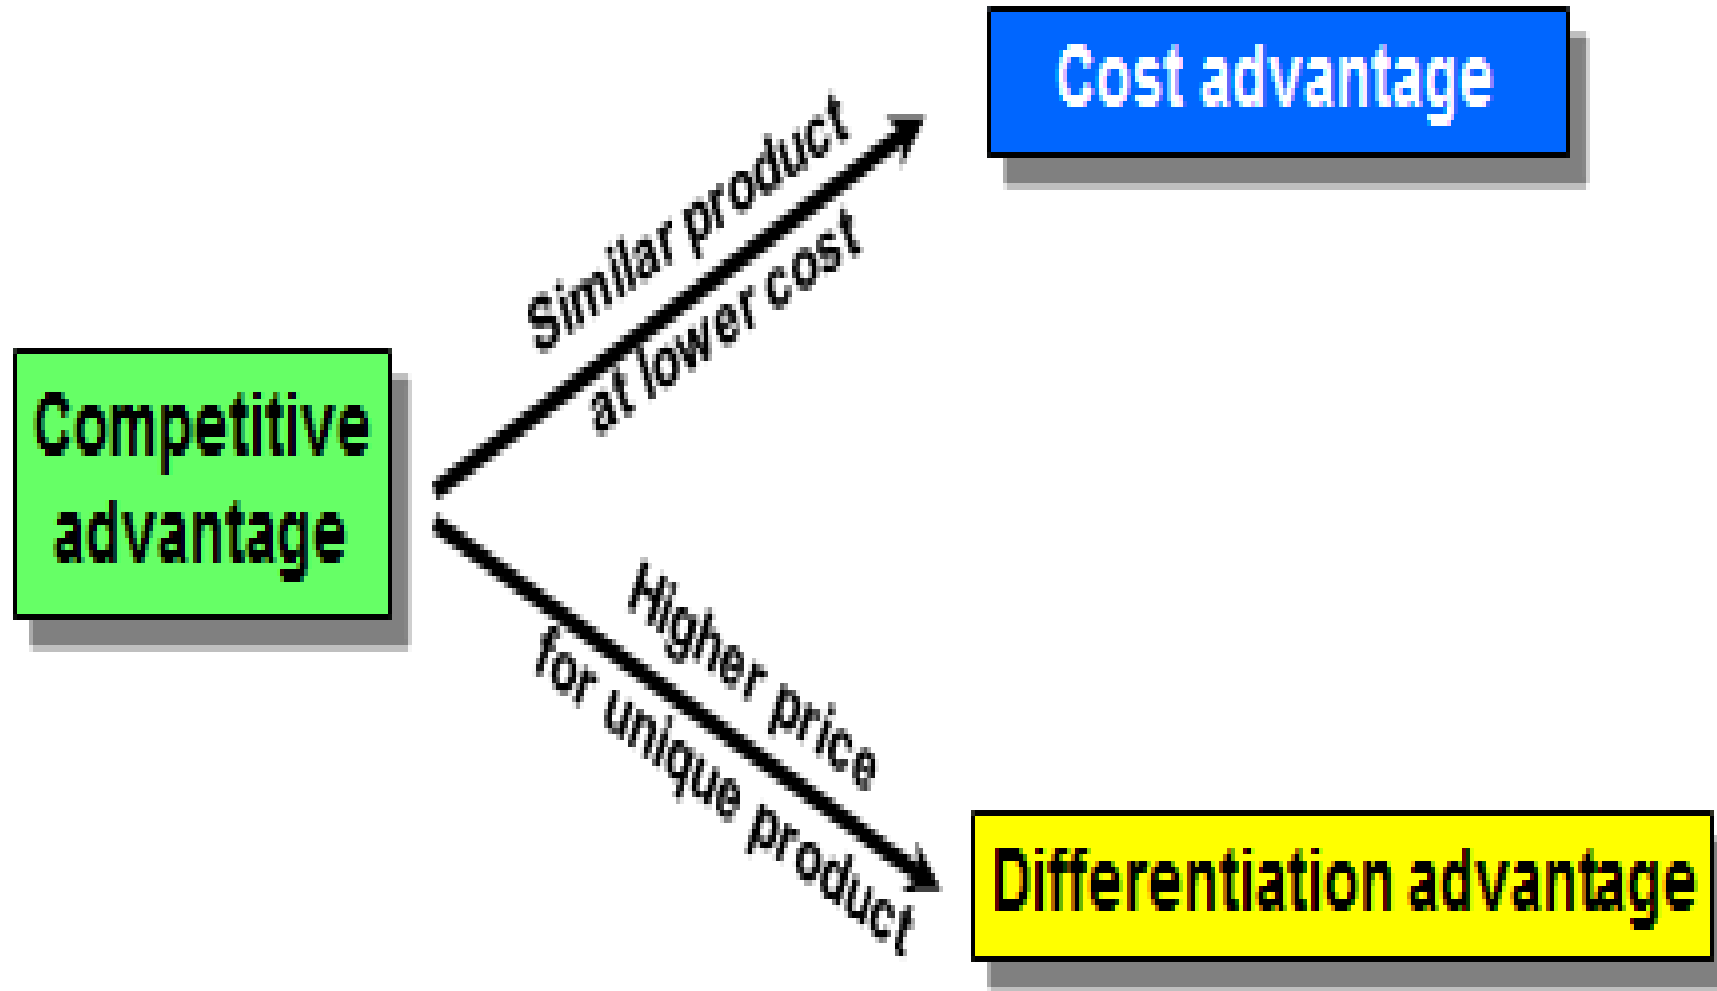 Cost advantage
Similar product
at lower cost
Competitive
advantage
Higher price
for unique product
Differentiation advantage